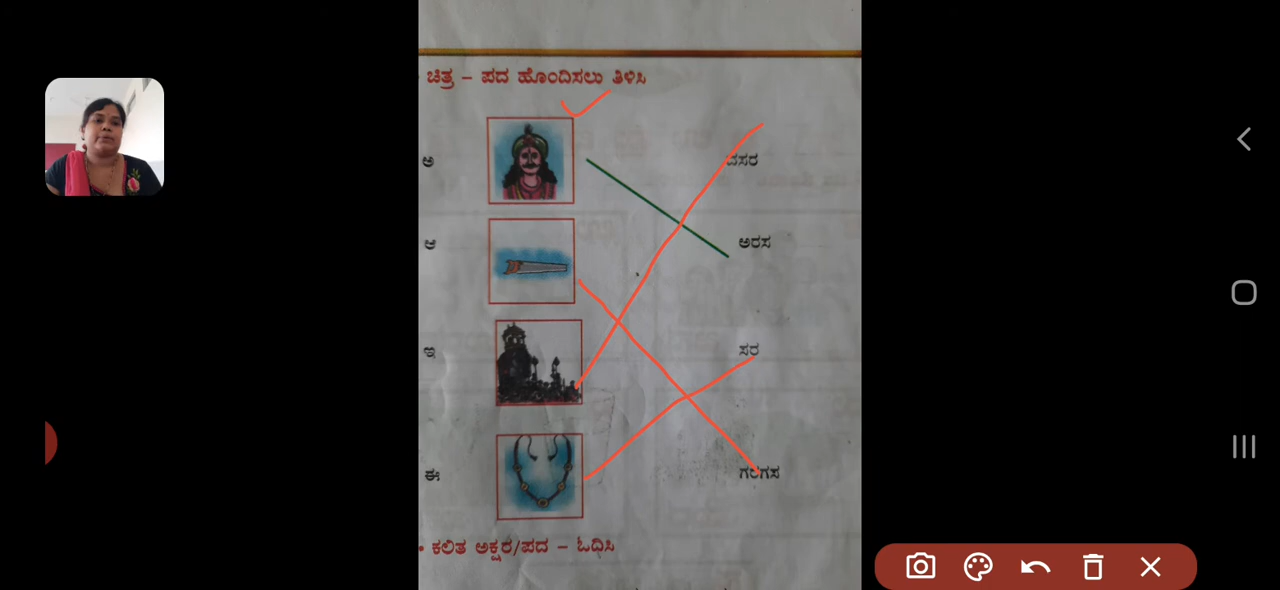 ಚಿತ್ರ – ಪದ ಹೊಂದಿಸಲು ತಿಳಿಸಿ
ಅ ದಸರ
ಆ ಅರಸ
ಇ ಸರ
ಈ ಗರಗಸ
• ಕಲಿತ ಅಕ್ಷರ/ಪದ – ಓದಿಸಿ